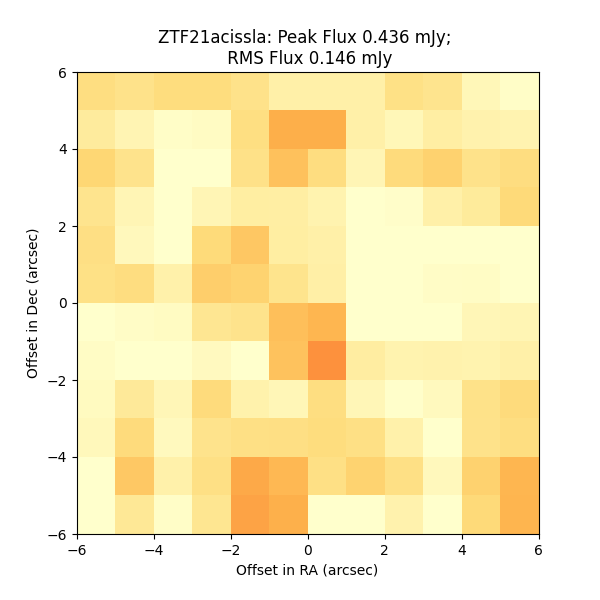 ZTF21acissla: Peak Flux 0.436 mJy;
RMS Flux 0.146 mJy
6
4
2
0
−2
−4
−6
Offset in Dec (arcsec)
−6 −4 −2 0 2 4 6
Offset in RA (arcsec)